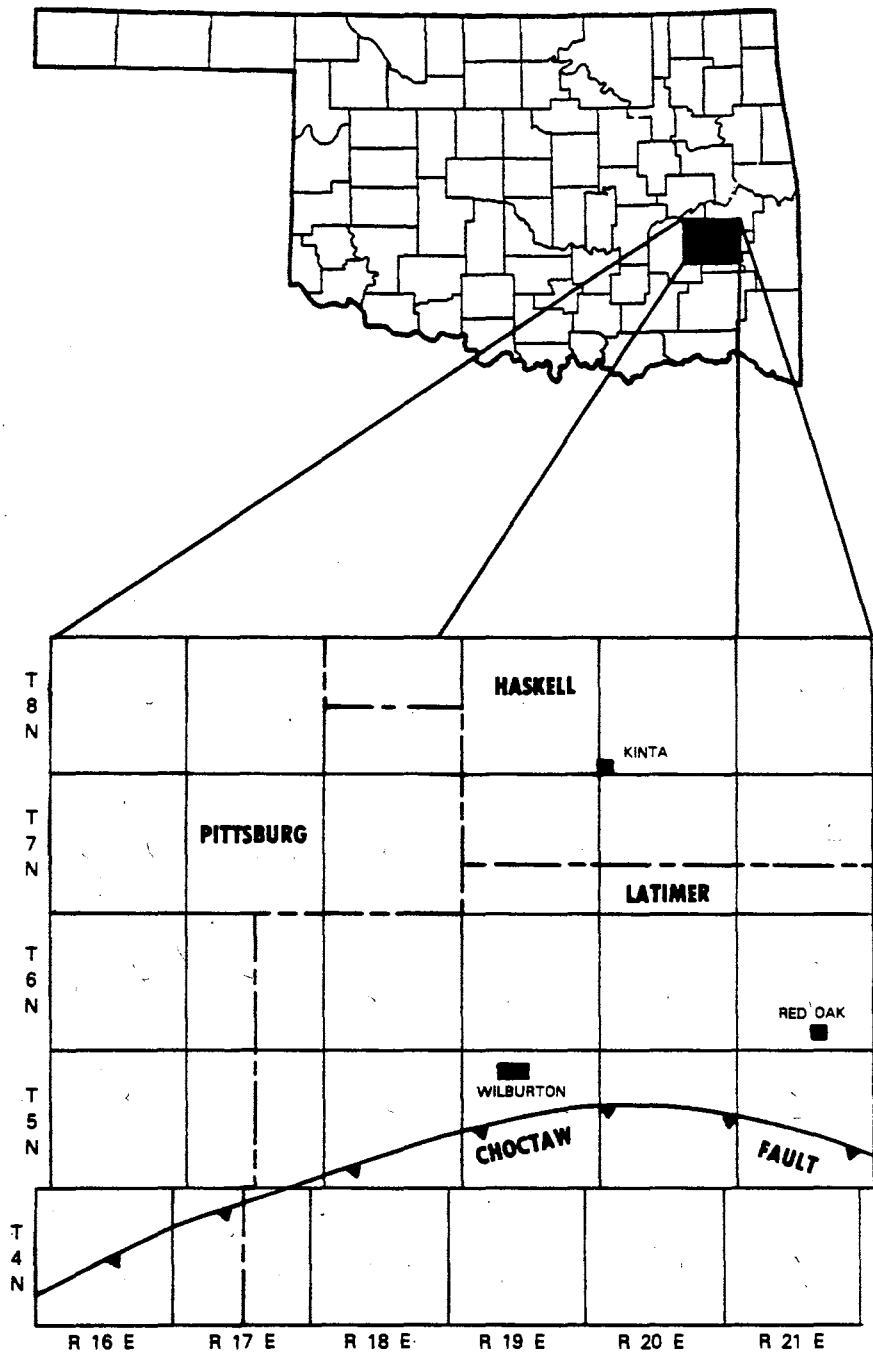 T
8
N
HASKELL
KINTA
T
7
N
PITTSBURG
LATIMER
T
6
N
RED OAK
T
5
N
WILBURTON
CHOCTAW
FAULT
T
4
N
R 16 E
R 17 E
R 18 E
R 19 E
R 20 E
R 21 E